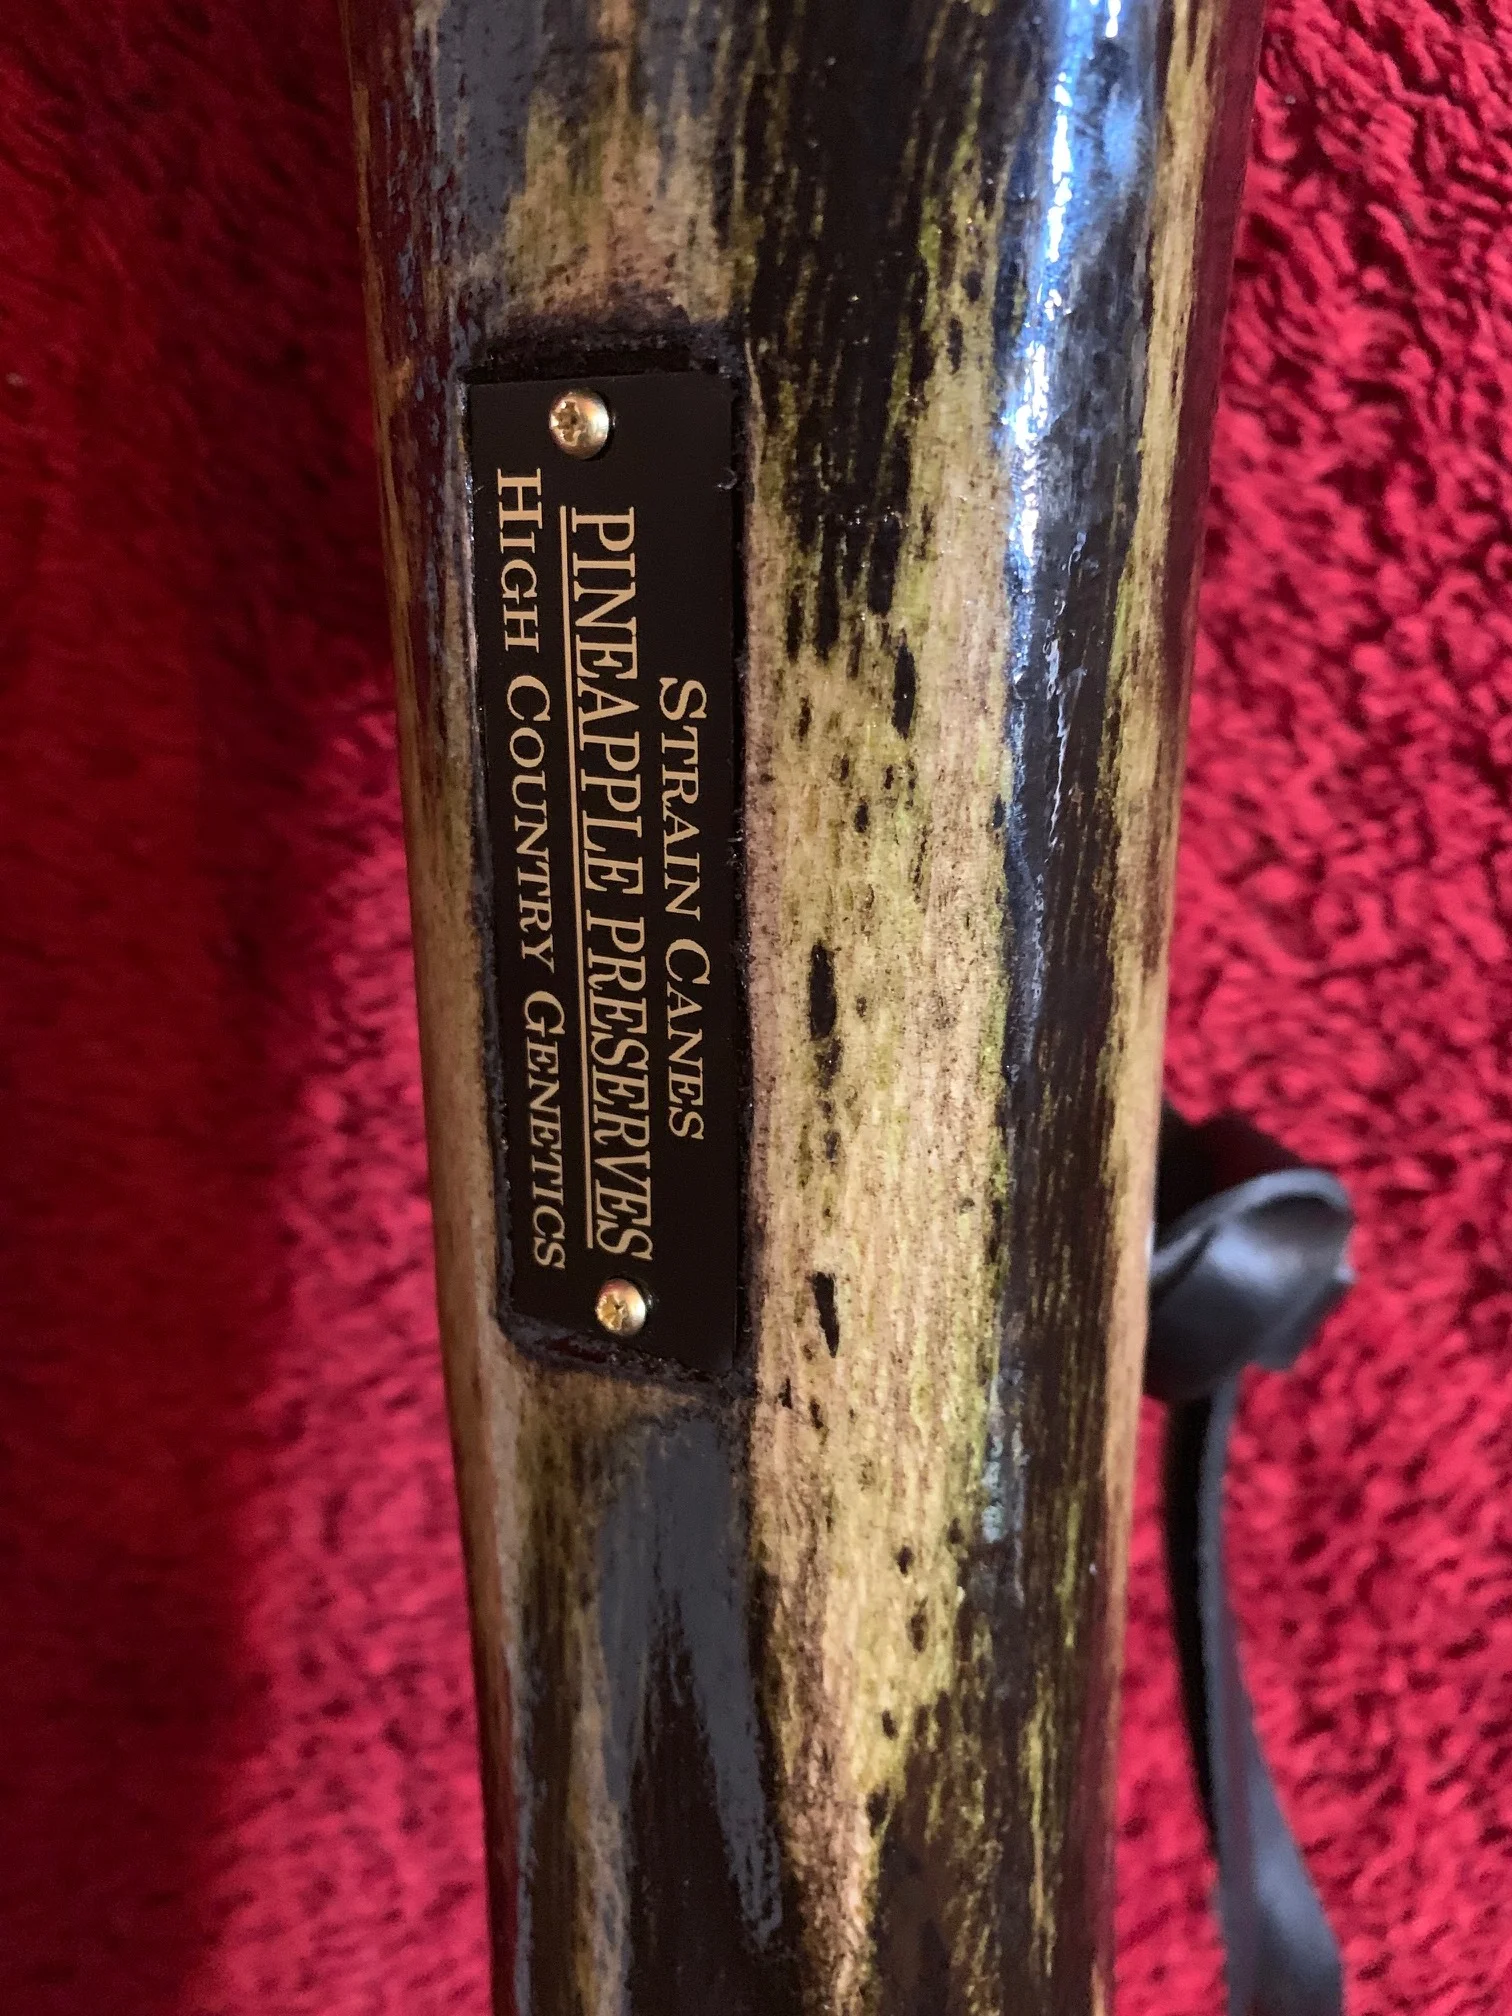 STRAIN CANES
PINEAPPLE PRESERVES
HIGH COUNTRY GENETICS